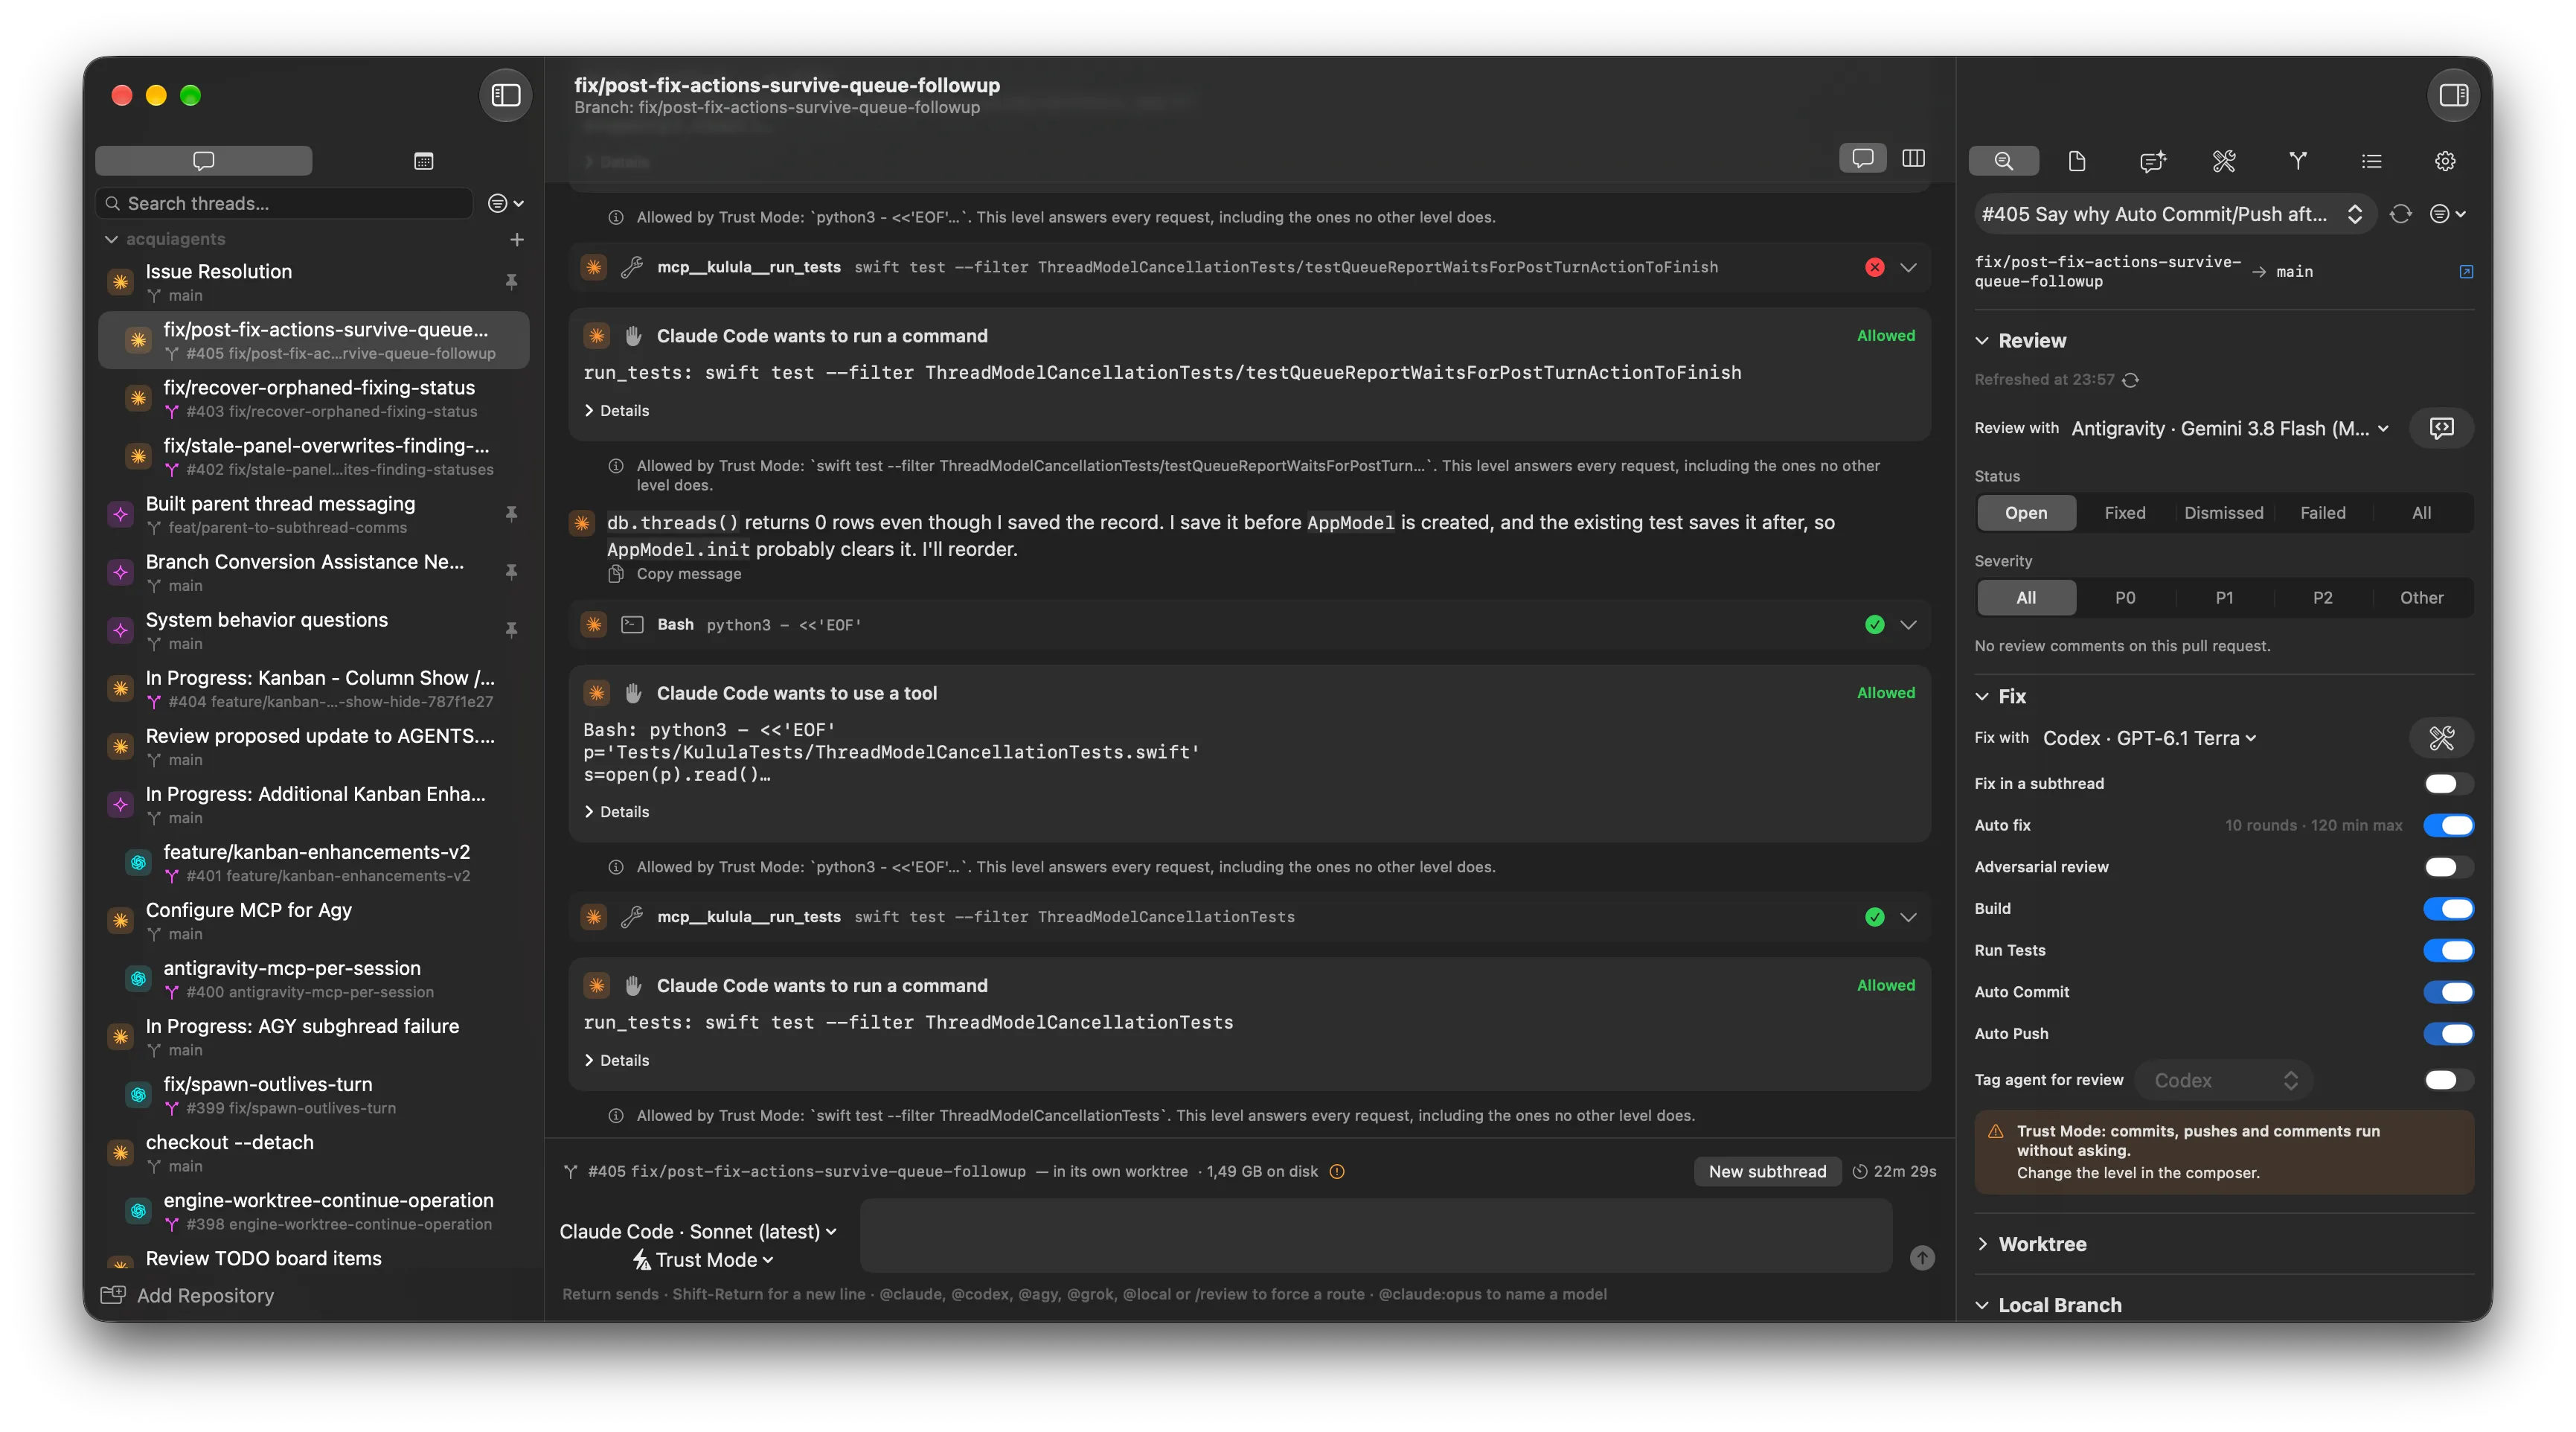 Search threads...
acquiagents
Issue Resolution
main
fix/post-fix-actions-survive-queue...
#405 fix/post-fix-ac...rvive-queue-followup
fix/recover-orphaned-fixing-status
#403 fix/recover-orphaned-fixing-status
fix/stale-panel-overwrites-finding-...
#402 fix/stale-panel...ites-finding-statuses
Built parent thread messaging
feat/parent-to-subthread-comms
Branch Conversion Assistance Ne...
main
System behavior questions
main
In Progress: Kanban - Column Show /...
#404 feature/kanban-...-show-hide-787f1e27
Review proposed update to AGENTS....
main
In Progress: Additional Kanban Enha...
main
feature/kanban-enhancements-v2
#401 feature/kanban-enhancements-v2
Configure MCP for Agy
main
antigravity-mcp-per-session
#400 antigravity-mcp-per-session
In Progress: AGY subghread failure
main
fix/spawn-outlives-turn
#399 fix/spawn-outlives-turn
checkout --detach
main
engine-worktree-continue-operation
#398 engine-worktree-continue-operation
Review TODO board items
Add Repository
fix/post-fix-actions-survive-queue-followup
Branch: fix/post-fix-actions-survive-queue-followup
Details
Allowed by Trust Mode: `python3 - <<'EOF'...`. This level answers every request, including the ones no other level does.
mcp__kulula__run_tests swift test --filter ThreadModelCancellationTests/testQueueReportWaitsForPostTurnActionToFinish
Claude Code wants to run a command
Allowed
run_tests: swift test --filter ThreadModelCancellationTests/testQueueReportWaitsForPostTurnActionToFinish
Details
Allowed by Trust Mode: `swift test --filter ThreadModelCancellationTests/testQueueReportWaitsForPostTurn...`. This level answers every request, including the ones no other
level does.
db.threads() returns 0 rows even though I saved the record. I save it before AppModel is created, and the existing test saves it after, so
AppModel.init probably clears it. I'll reorder.
Copy message
Bash python3 - <<'EOF'
Claude Code wants to use a tool
Allowed
Bash: python3 - <<'EOF'
p='Tests/KululaTests/ThreadModelCancellationTests.swift'
s=open(p).read()…
Details
Allowed by Trust Mode: `python3 - <<'EOF'...`. This level answers every request, including the ones no other level does.
mcp__kulula__run_tests swift test --filter ThreadModelCancellationTests
Claude Code wants to run a command
Allowed
run_tests: swift test --filter ThreadModelCancellationTests
Details
Allowed by Trust Mode: `swift test --filter ThreadModelCancellationTests`. This level answers every request, including the ones no other level does.
#405 fix/post-fix-actions-survive-queue-followup — in its own worktree · 1,49 GB on disk
New subthread
22m 29s
Claude Code · Sonnet (latest)
Trust Mode
Return sends · Shift-Return for a new line · @claude, @codex, @agy, @grok, @local or /review to force a route · @claude:opus to name a model
#405 Say why Auto Commit/Push aft...
fix/post-fix-actions-survive-
queue-followup → main
Review
Refreshed at 23:57
Review with Antigravity · Gemini 3.8 Flash (M...
Status
Open Fixed Dismissed Failed All
Severity
All P0 P1 P2 Other
No review comments on this pull request.
Fix
Fix with Codex · GPT-6.1 Terra
Fix in a subthread
Auto fix 10 rounds · 120 min max
Adversarial review
Build
Run Tests
Auto Commit
Auto Push
Tag agent for review Codex
Trust Mode: commits, pushes and comments run
without asking.
Change the level in the composer.
Worktree
Local Branch